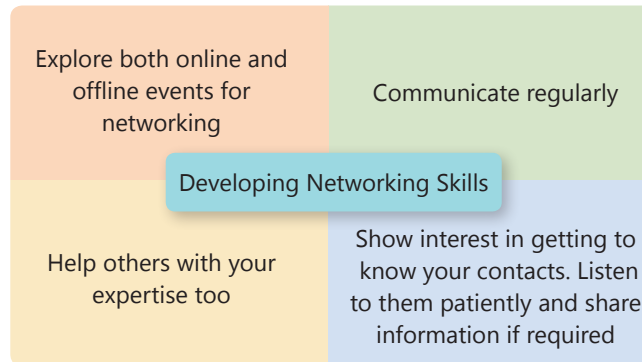 Explore both online and
offline events for
networking
Communicate regularly
Developing Networking Skills
Help others with your
expertise too
Show interest in getting to
know your contacts. Listen
to them patiently and share
information if required